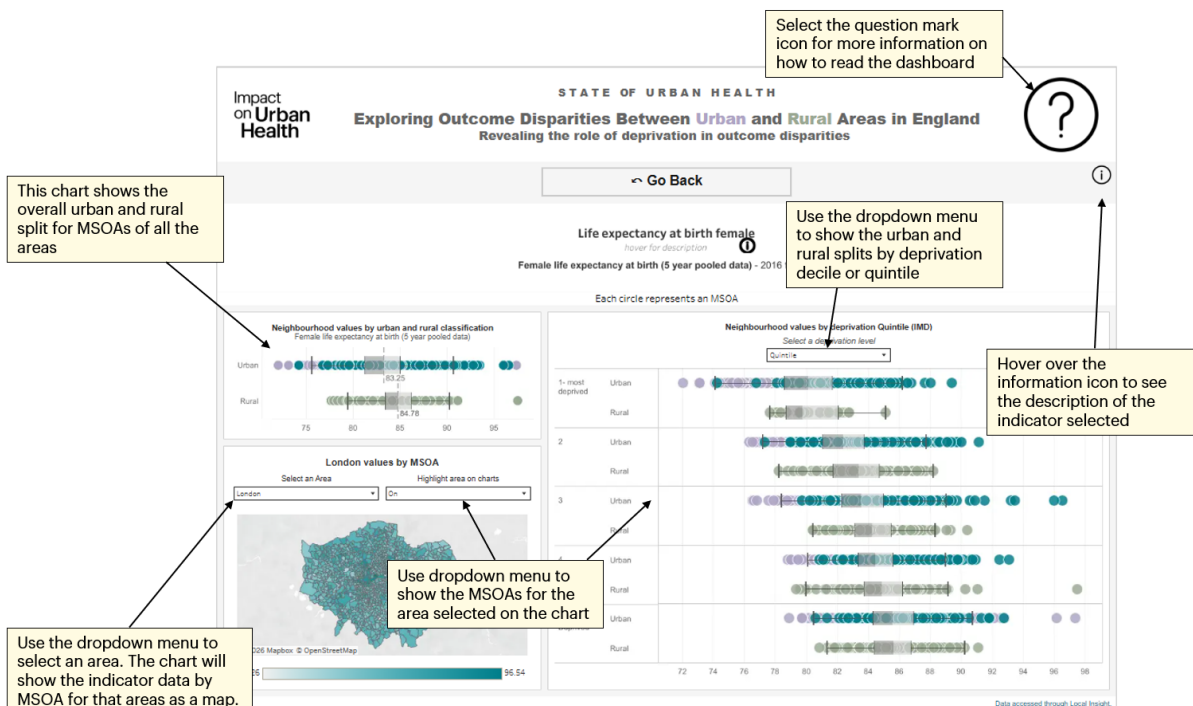 Select the question mark
icon for more information on
how to read the dashboard
Impact
on Urban
Health
STATE OF URBAN HEALTH
Exploring Outcome Disparities Between Urban and Rural Areas in England
Revealing the role of deprivation in outcome disparities
?
↶ Go Back
i
This chart shows the
overall urban and rural
split for MSOAs of all the
areas
Use the dropdown menu
to show the urban and
rural splits by deprivation
decile or quintile
Life expectancy at birth female
hover for description
Female life expectancy at birth (5 year pooled data) - 2016
Each circle represents an MSOA
Neighbourhood values by urban and rural classification
Female life expectancy at birth (5 year pooled data)
Urban
83.25
Rural
84.78
75 80 85 90 95
Neighbourhood values by deprivation Quintile (IMD)
Select a deprivation level
Quintile
Hover over the
information icon to see
the description of the
indicator selected
1- most
deprived
Urban
Rural
2
Urban
Rural
3
Urban
Rural
Urban
Rural
Urban
Rural
72 74 76 78 80 82 84 86 88 90 92 94 96 98
London values by MSOA
Select an Area
Highlight area on charts
London
On
Use dropdown menu to
show the MSOAs for the
area selected on the chart
Use the dropdown menu to
select an area. The chart will
show the indicator data by
MSOA for that areas as a map.
Mapbox © OpenStreetMap
96.54
Data accessed through Local Insight.